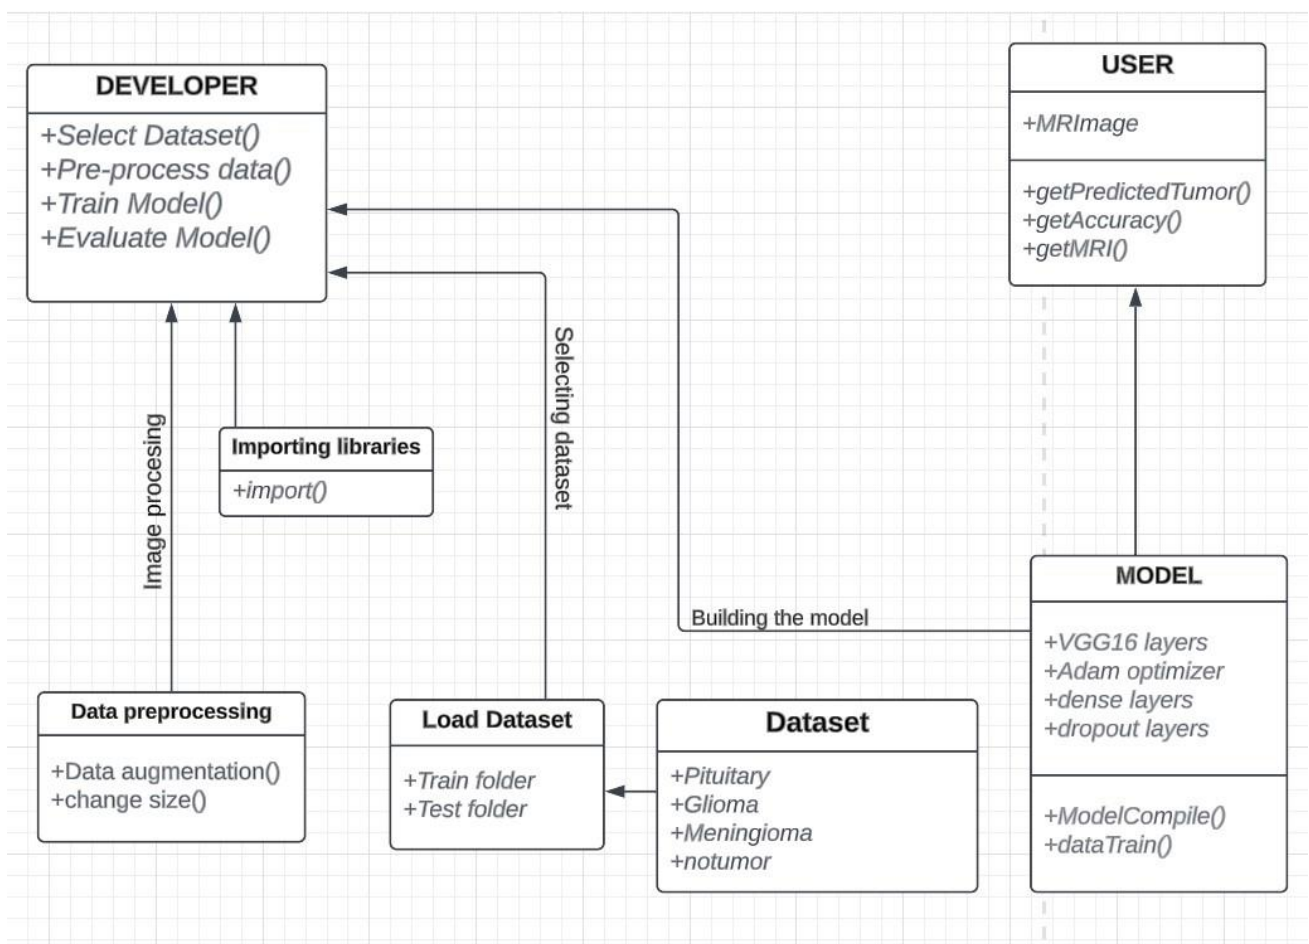 DEVELOPER
+Select Dataset()
+Pre-process data()
+Train Model()
+Evaluate Model()
USER
+MRImage
+getPredictedTumor()
+getAccuracy()
+getMRI()
Image procesing
Importing libraries
+import()
Selecting dataset
Building the model
MODEL
+VGG16 layers
+Adam optimizer
+dense layers
+dropout layers
+ModelCompile()
+dataTrain()
Data preprocessing
+Data augmentation()
+change size()
Load Dataset
+Train folder
+Test folder
Dataset
+Pituitary
+Glioma
+Meningioma
+notumor